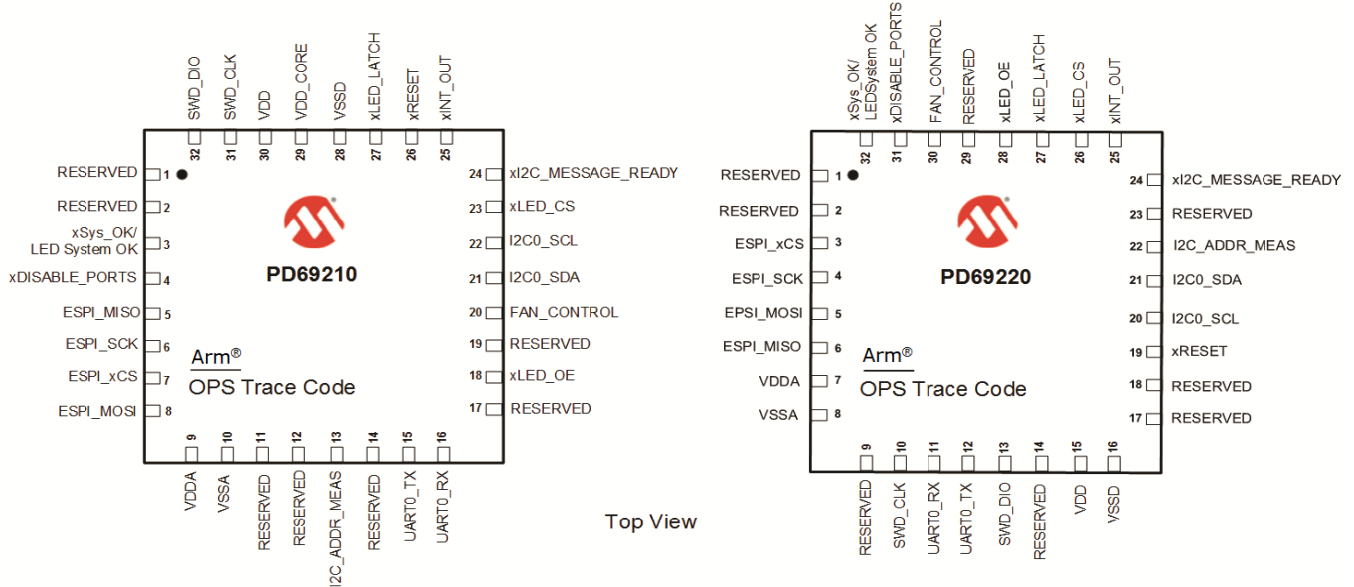 SWD_DIO
SWD_CLK
VDD
VDD_CORE
VSSD
xLED_LATCH
xRESET
xINT_OUT
32
31
30
29
28
27
26
25
RESERVED 1
RESERVED 2
xSys_OK/
LED System OK 3
xDISABLE_PORTS 4
ESPI_MISO 5
ESPI_SCK 6
ESPI_xCS 7
ESPI_MOSI 8
PD69210
Arm®
OPS Trace Code
24 xI2C_MESSAGE_READY
23 xLED_CS
22 I2C0_SCL
21 I2C0_SDA
20 FAN_CONTROL
19 RESERVED
18 xLED_OE
17 RESERVED
9
10
11
12
13
14
15
16
VDDA
VSSA
RESERVED
RESERVED
I2C_ADDR_MEAS
RESERVED
UART0_TX
UART0_RX
Top View
xSys_OK/
LEDSystem OK
xDISABLE_PORTS
FAN_CONTROL
RESERVED
xLED_OE
xLED_LATCH
xLED_CS
xINT_OUT
32
31
30
29
28
27
26
25
RESERVED 1
RESERVED 2
ESPI_xCS 3
ESPI_SCK 4
EPSI_MOSI 5
ESPI_MISO 6
VDDA 7
VSSA 8
PD69220
Arm®
OPS Trace Code
24 xI2C_MESSAGE_READY
23 RESERVED
22 I2C_ADDR_MEAS
21 I2C0_SDA
20 I2C0_SCL
19 xRESET
18 RESERVED
17 RESERVED
9
10
11
12
13
14
15
16
RESERVED
SWD_CLK
UART0_RX
UART0_TX
SWD_DIO
RESERVED
VDD
VSSD